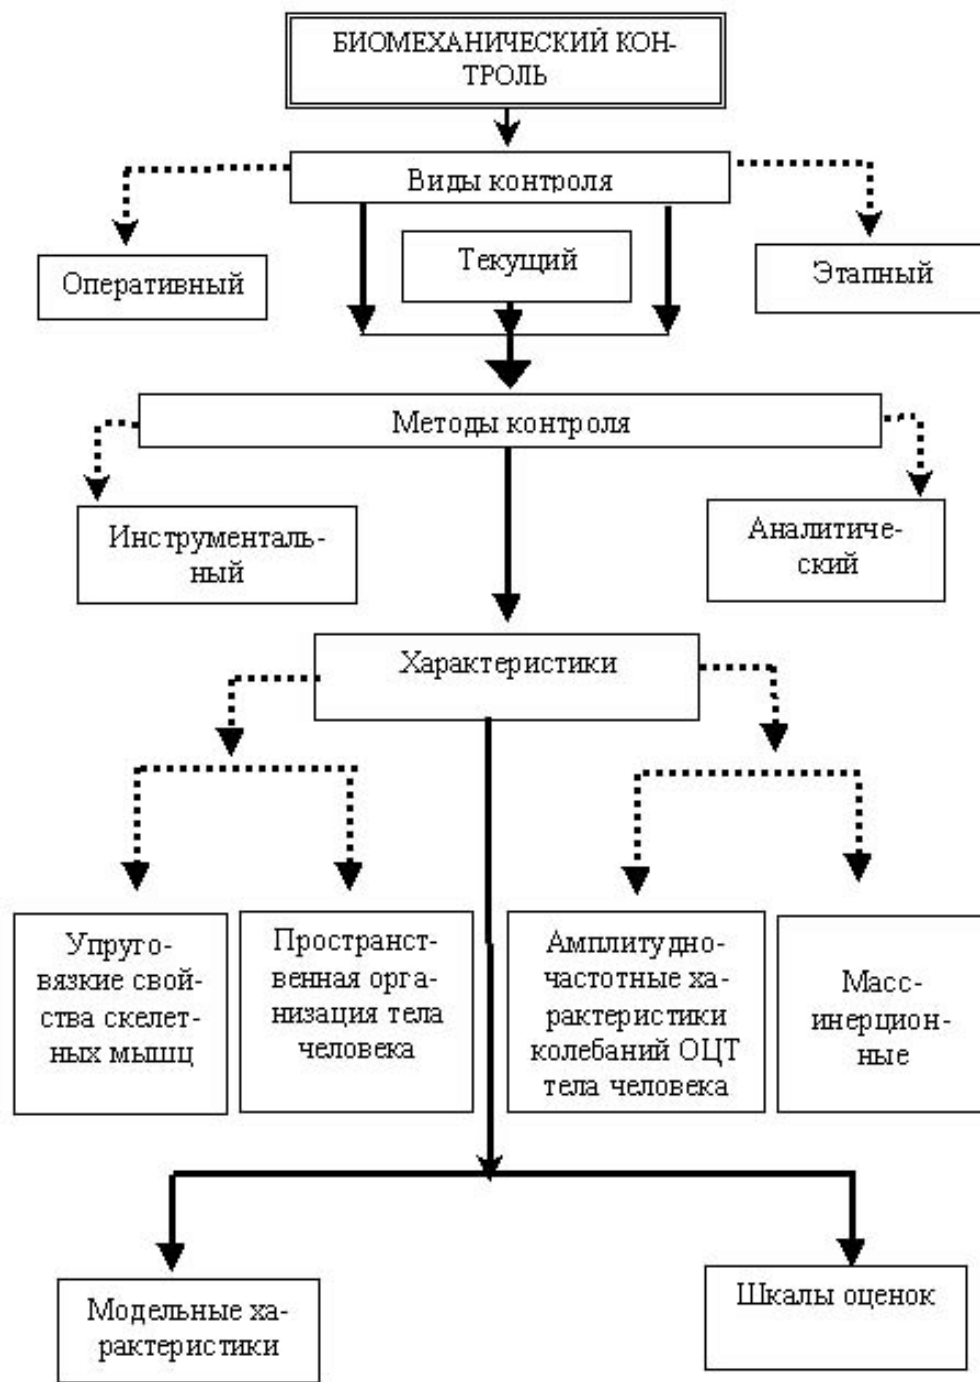 БИОМЕХАНИЧЕСКИЙ КОН-
ТРОЛЬ
Виды контроля
Оперативный
Текущий
Этапный
Методы контроля
Инструменталь-
ный
Аналитиче-
ский
Характеристики
Упруго-
вязкие свой-
ства скелет-
ных мышц
Пространст-
венная орга-
низация тела
человека
Амплитудно-
частотные ха-
рактеристики
колебаний ОЦТ
тела человека
Масс-
инерцион-
ные
Модельные ха-
рактеристики
Шкалы оценок